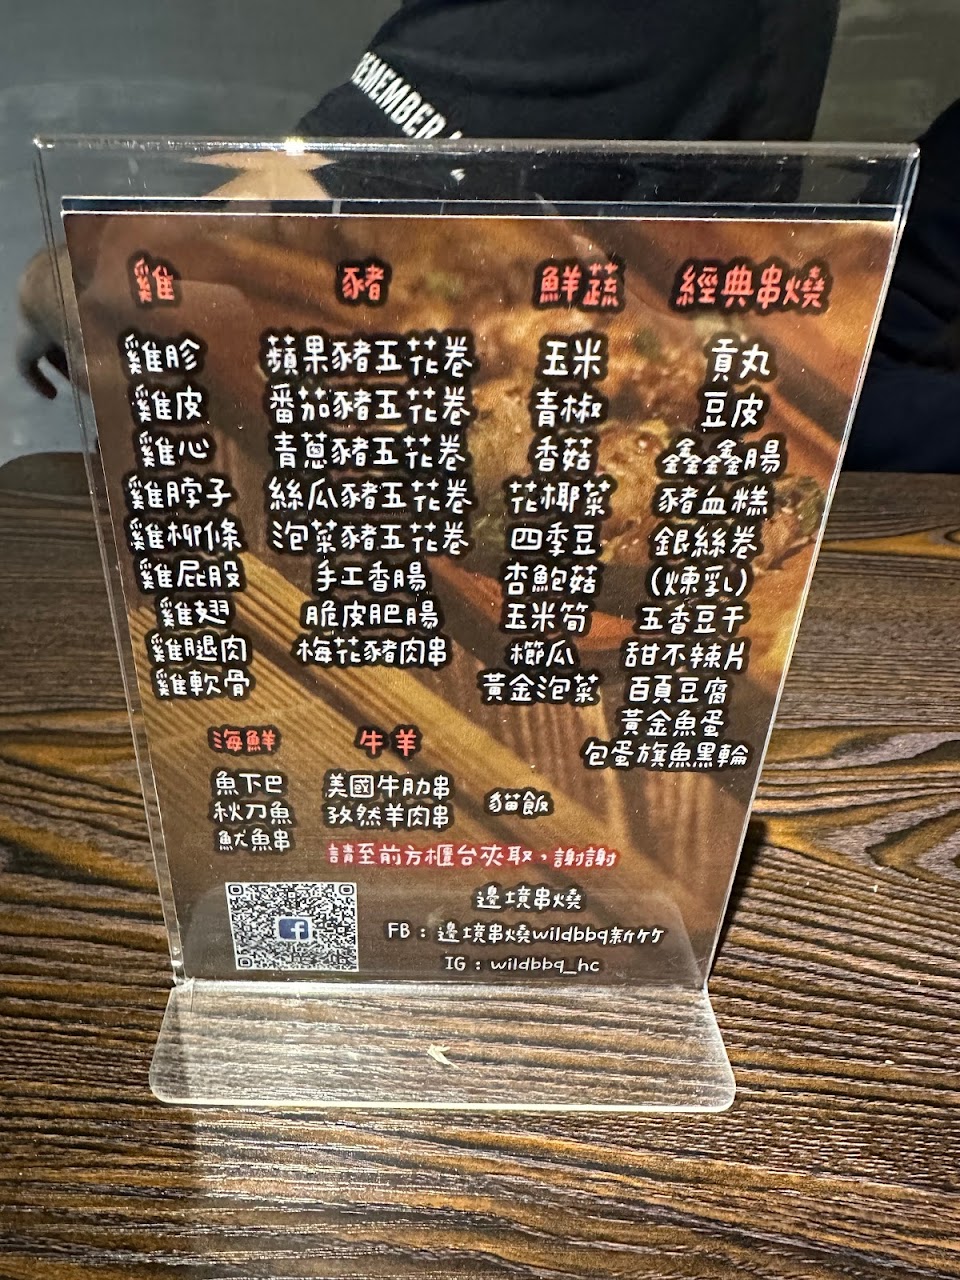 REMEMBER
雞
雞胗
雞皮
雞心
雞脖子
雞柳條
雞屁股
雞翅
雞腿肉
雞軟骨
豬
蘋果豬五花卷
番茄豬五花卷
青蔥豬五花卷
絲瓜豬五花卷
泡菜豬五花卷
手工香腸
脆皮肥腸
梅花豬肉串
鮮蔬
玉米
青椒
香菇
花椰菜
四季豆
杏鮑菇
玉米筍
櫛瓜
黃金泡菜
經典串燒
貢丸
豆皮
鑫鑫腸
豬血糕
銀絲卷
(煉乳)
五香豆干
甜不辣片
百頁豆腐
黃金魚蛋
包蛋旗魚黑輪
海鮮
魚下巴
秋刀魚
魷魚串
牛羊
美國牛肋串
孜然羊肉串
貓飯
請至前方櫃台夾取，謝謝
邊境串燒
FB：邊境串燒wildbbq新竹
IG：wildbbq_hc